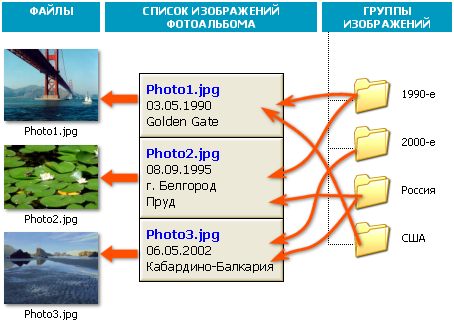 ФАЙЛЫ
СПИСОК ИЗОБРАЖЕНИЙ
ФОТОАЛЬБОМА
ГРУППЫ
ИЗОБРАЖЕНИЙ
Photo1.jpg
Photo2.jpg
Photo3.jpg
Photo1.jpg
03.05.1990
Golden Gate
Photo2.jpg
08.09.1995
г. Белгород
Пруд
Photo3.jpg
06.05.2002
Кабардино-Балкария
1990-е
2000-е
Россия
США